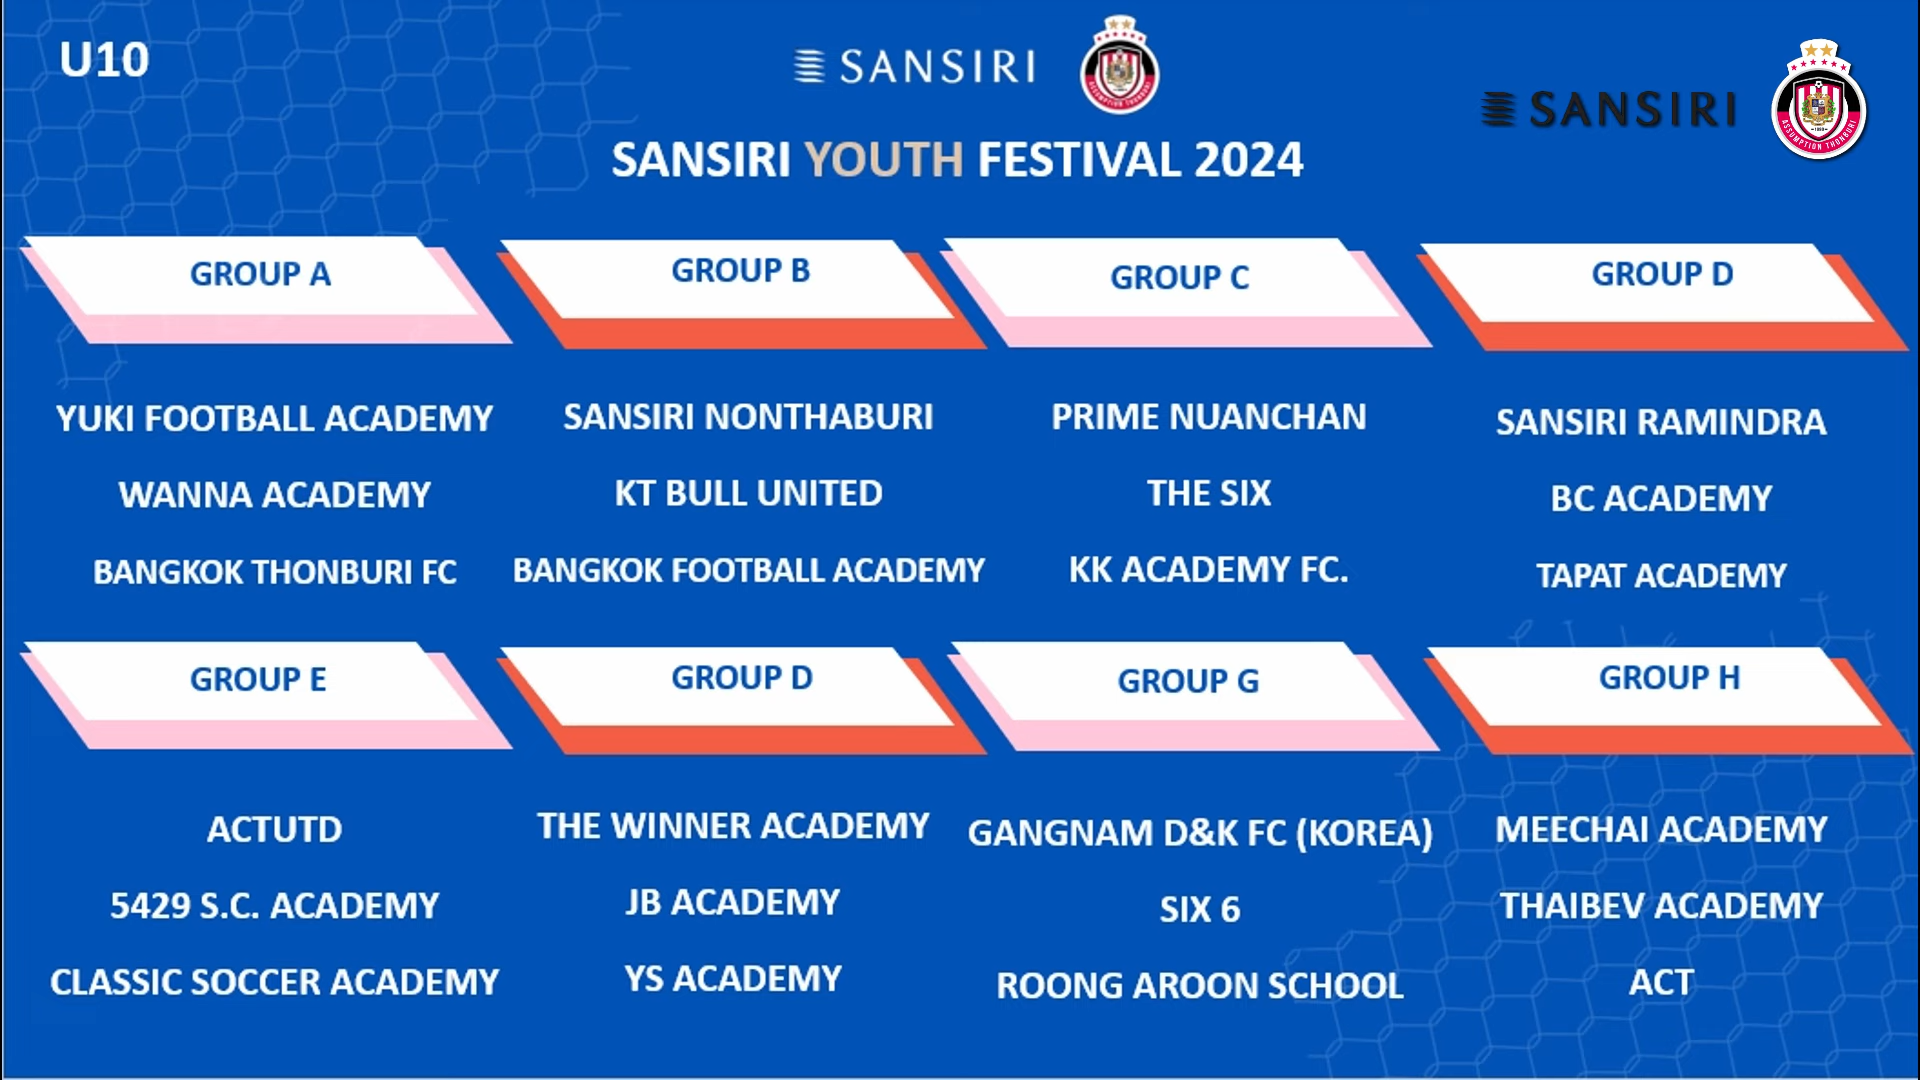 U10
SANSIRI
SANSIRI
ASSUMPTION THONBURI
SANSIRI YOUTH FESTIVAL 2024
GROUP A
GROUP B
GROUP C
GROUP D
YUKI FOOTBALL ACADEMY
WANNA ACADEMY
BANGKOK THONBURI FC
SANSIRI NONTHABURI
KT BULL UNITED
BANGKOK FOOTBALL ACADEMY
PRIME NUANCHAN
THE SIX
KK ACADEMY FC.
SANSIRI RAMINDRA
BC ACADEMY
TAPAT ACADEMY
GROUP E
GROUP D
GROUP G
GROUP H
ACTUTD
5429 S.C. ACADEMY
CLASSIC SOCCER ACADEMY
THE WINNER ACADEMY
JB ACADEMY
YS ACADEMY
GANGNAM D&K FC (KOREA)
SIX 6
ROONG AROON SCHOOL
MEECHAI ACADEMY
THAIBEV ACADEMY
ACT